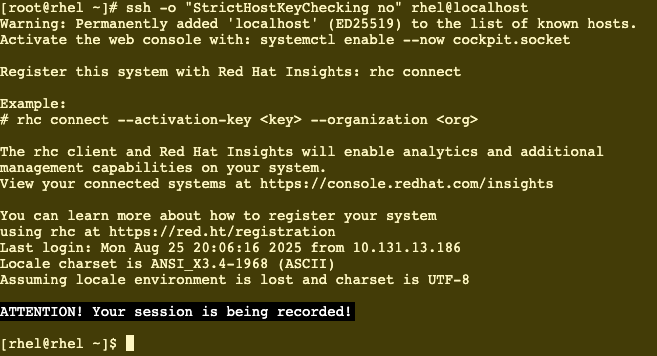 [root@rhel ~]# ssh -o "StrictHostKeyChecking no" rhel@localhost
Warning: Permanently added 'localhost' (ED25519) to the list of known hosts.
Activate the web console with: systemctl enable --now cockpit.socket
Register this system with Red Hat Insights: rhc connect
Example:
# rhc connect --activation-key <key> --organization <org>
The rhc client and Red Hat Insights will enable analytics and additional
management capabilities on your system.
View your connected systems at https://console.redhat.com/insights
You can learn more about how to register your system
using rhc at https://red.ht/registration
Last login: Mon Aug 25 20:06:16 2025 from 10.131.13.186
Locale charset is ANSI_X3.4-1968 (ASCII)
Assuming locale environment is lost and charset is UTF-8
ATTENTION! Your session is being recorded!
[rhel@rhel ~]$